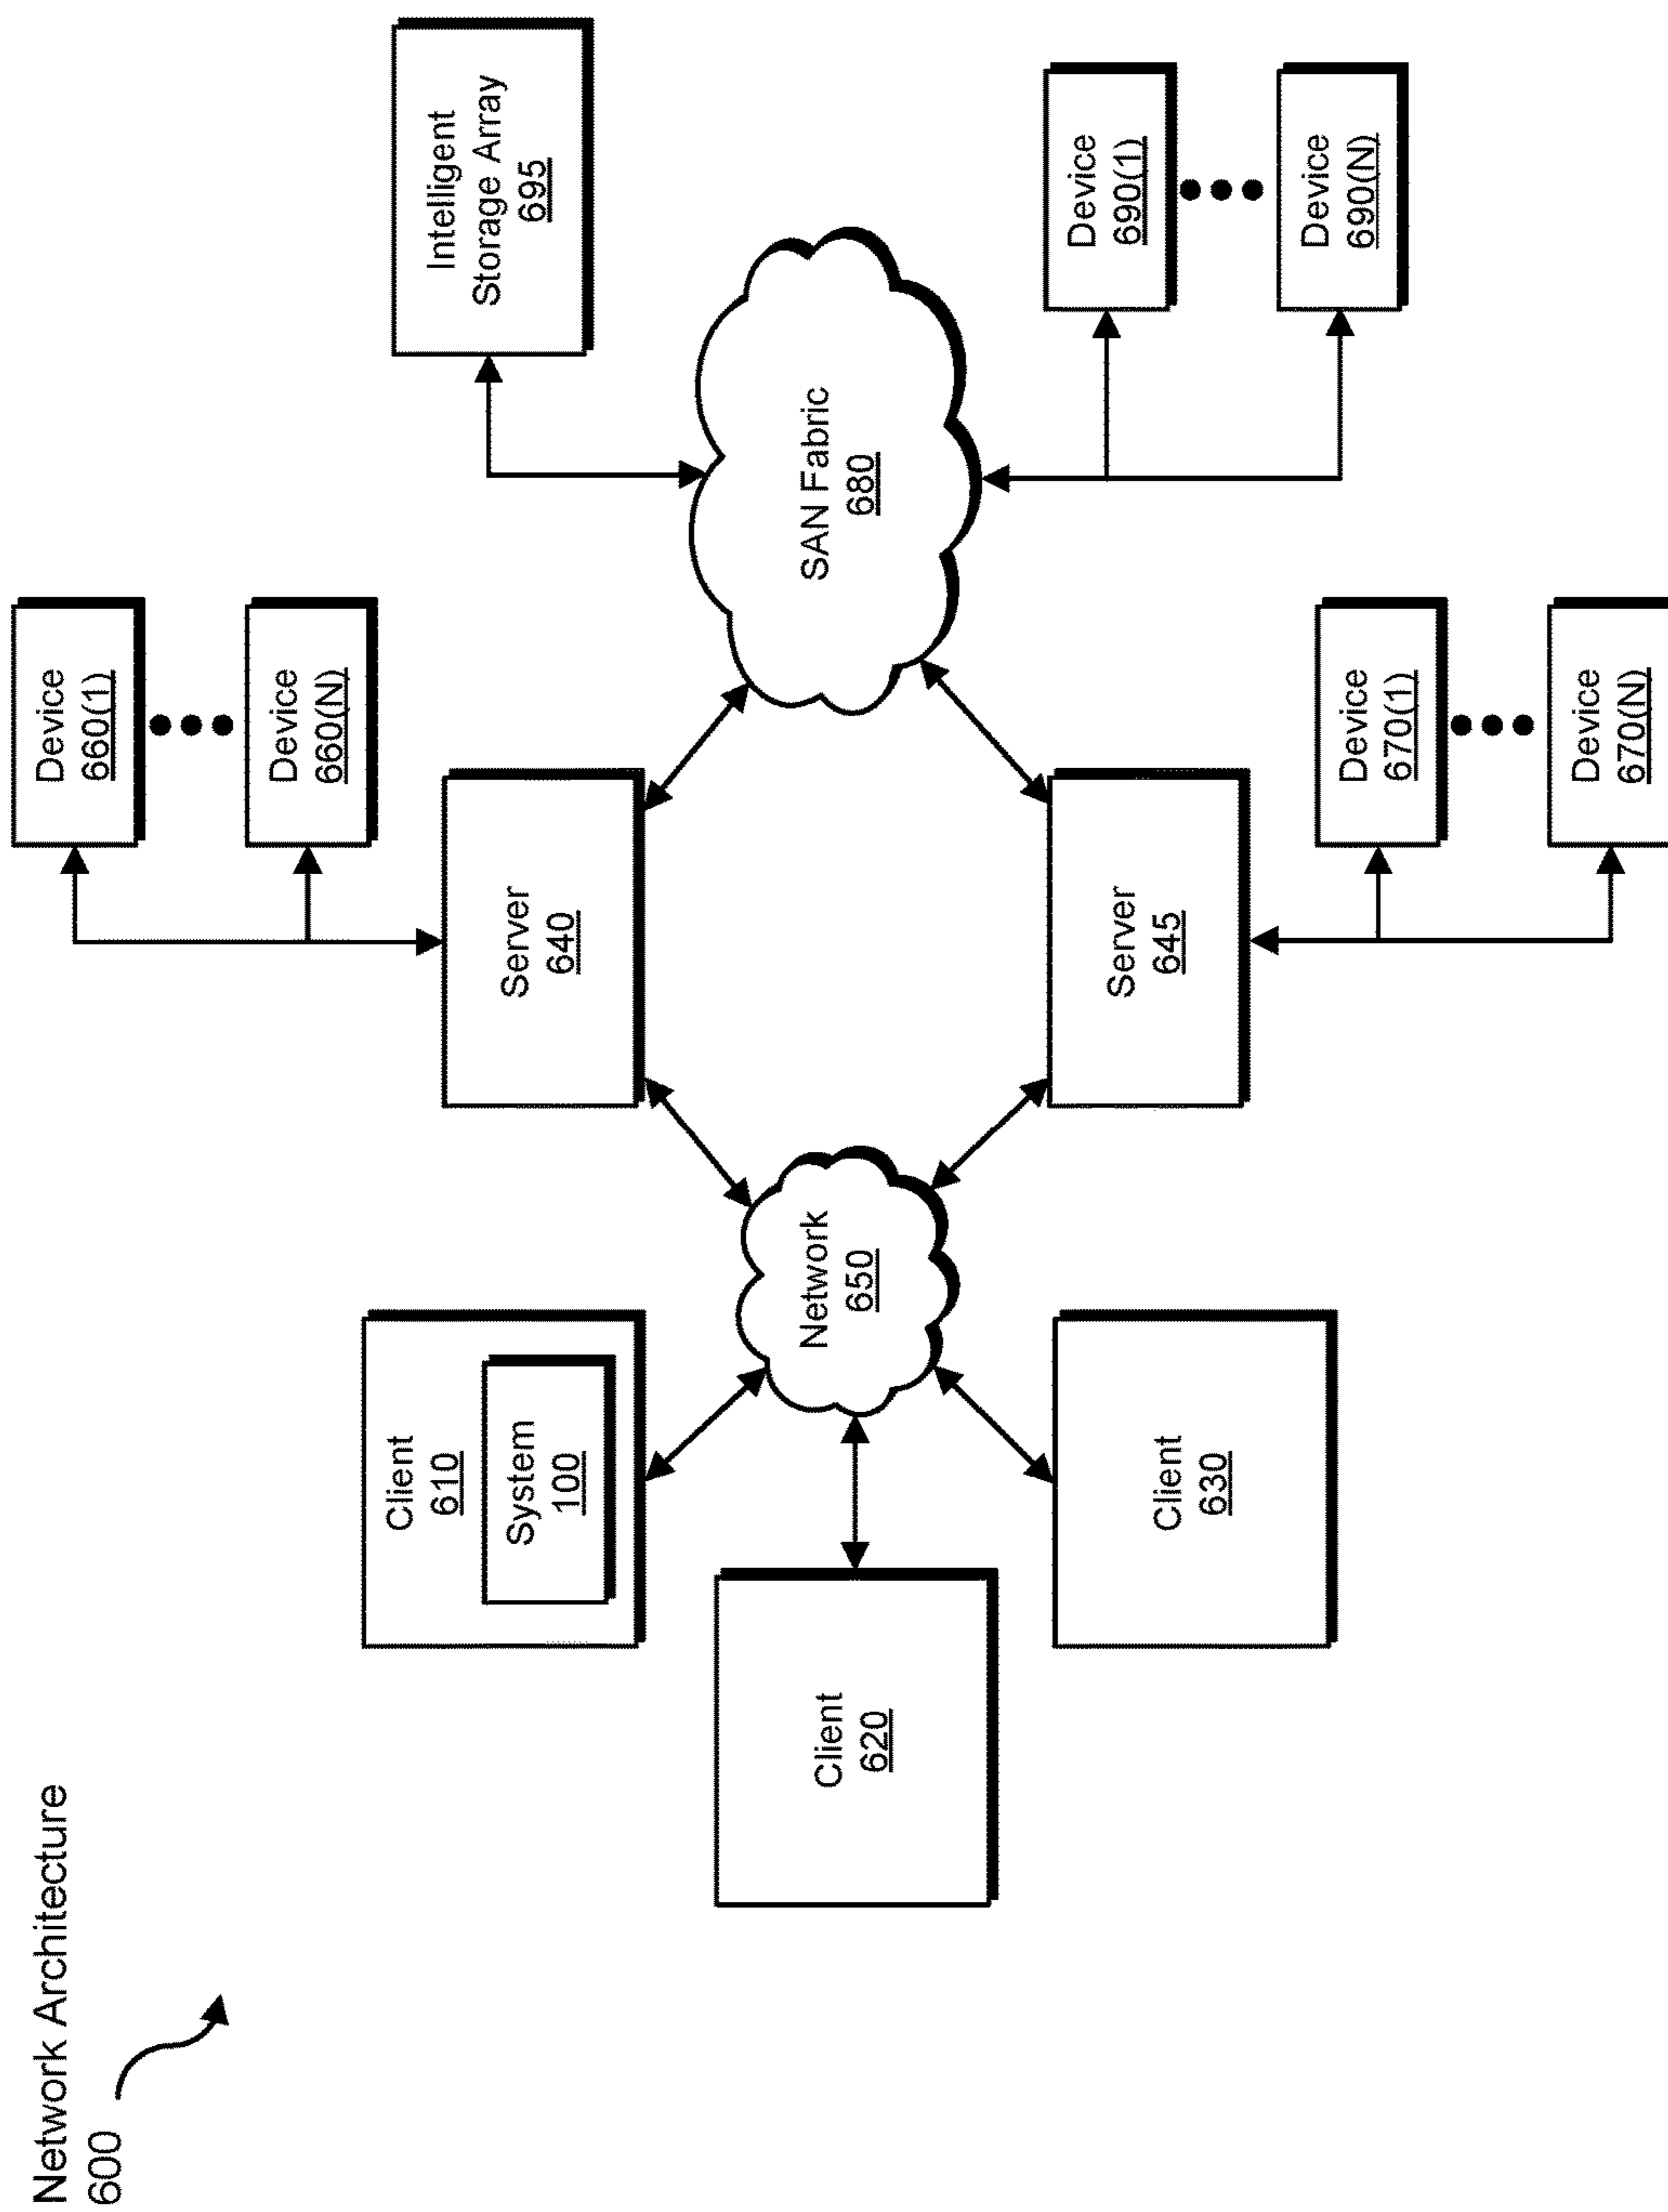 Network Architecture
600
Client
610
System
100
Client
620
Client
630
Network
650
Server
640
Server
645
Device
660(1)
Device
660(N)
Device
670(1)
Device
670(N)
SAN Fabric
680
Intelligent
Storage Array
695
Device
690(1)
Device
690(N)